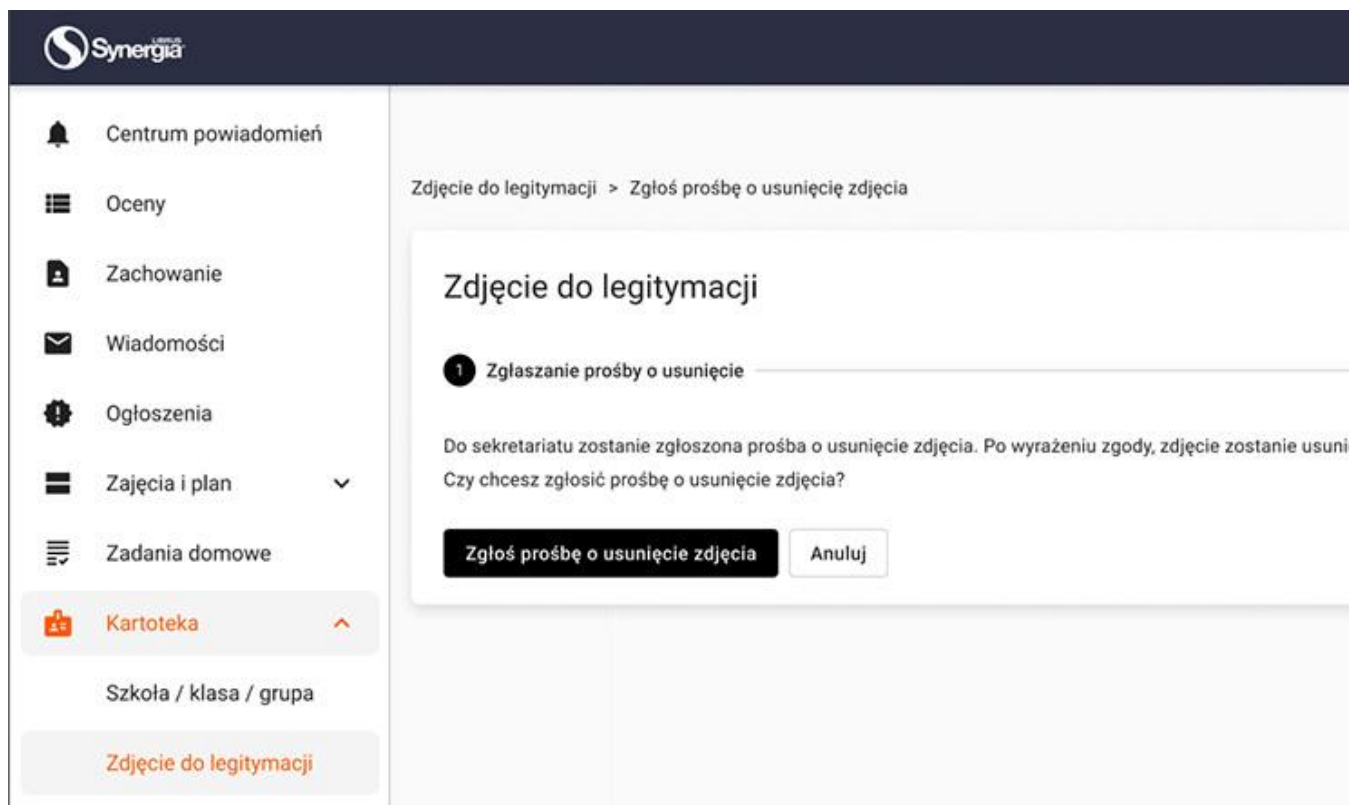 LIBRUS
Synergia
Centrum powiadomień
Oceny
Zachowanie
Wiadomości
Ogłoszenia
Zajęcia i plan
Zadania domowe
Kartoteka
Szkoła / klasa / grupa
Zdjęcie do legitymacji
Zdjęcie do legitymacji > Zgłoś prośbę o usunięcię zdjęcia
Zdjęcie do legitymacji
1 Zgłaszanie prośby o usunięcie
Do sekretariatu zostanie zgłoszona prośba o usunięcie zdjęcia. Po wyrażeniu zgody, zdjęcie zostanie usuni
Czy chcesz zgłosić prośbę o usunięcie zdjęcia?
Zgłoś prośbę o usunięcie zdjęcia Anuluj